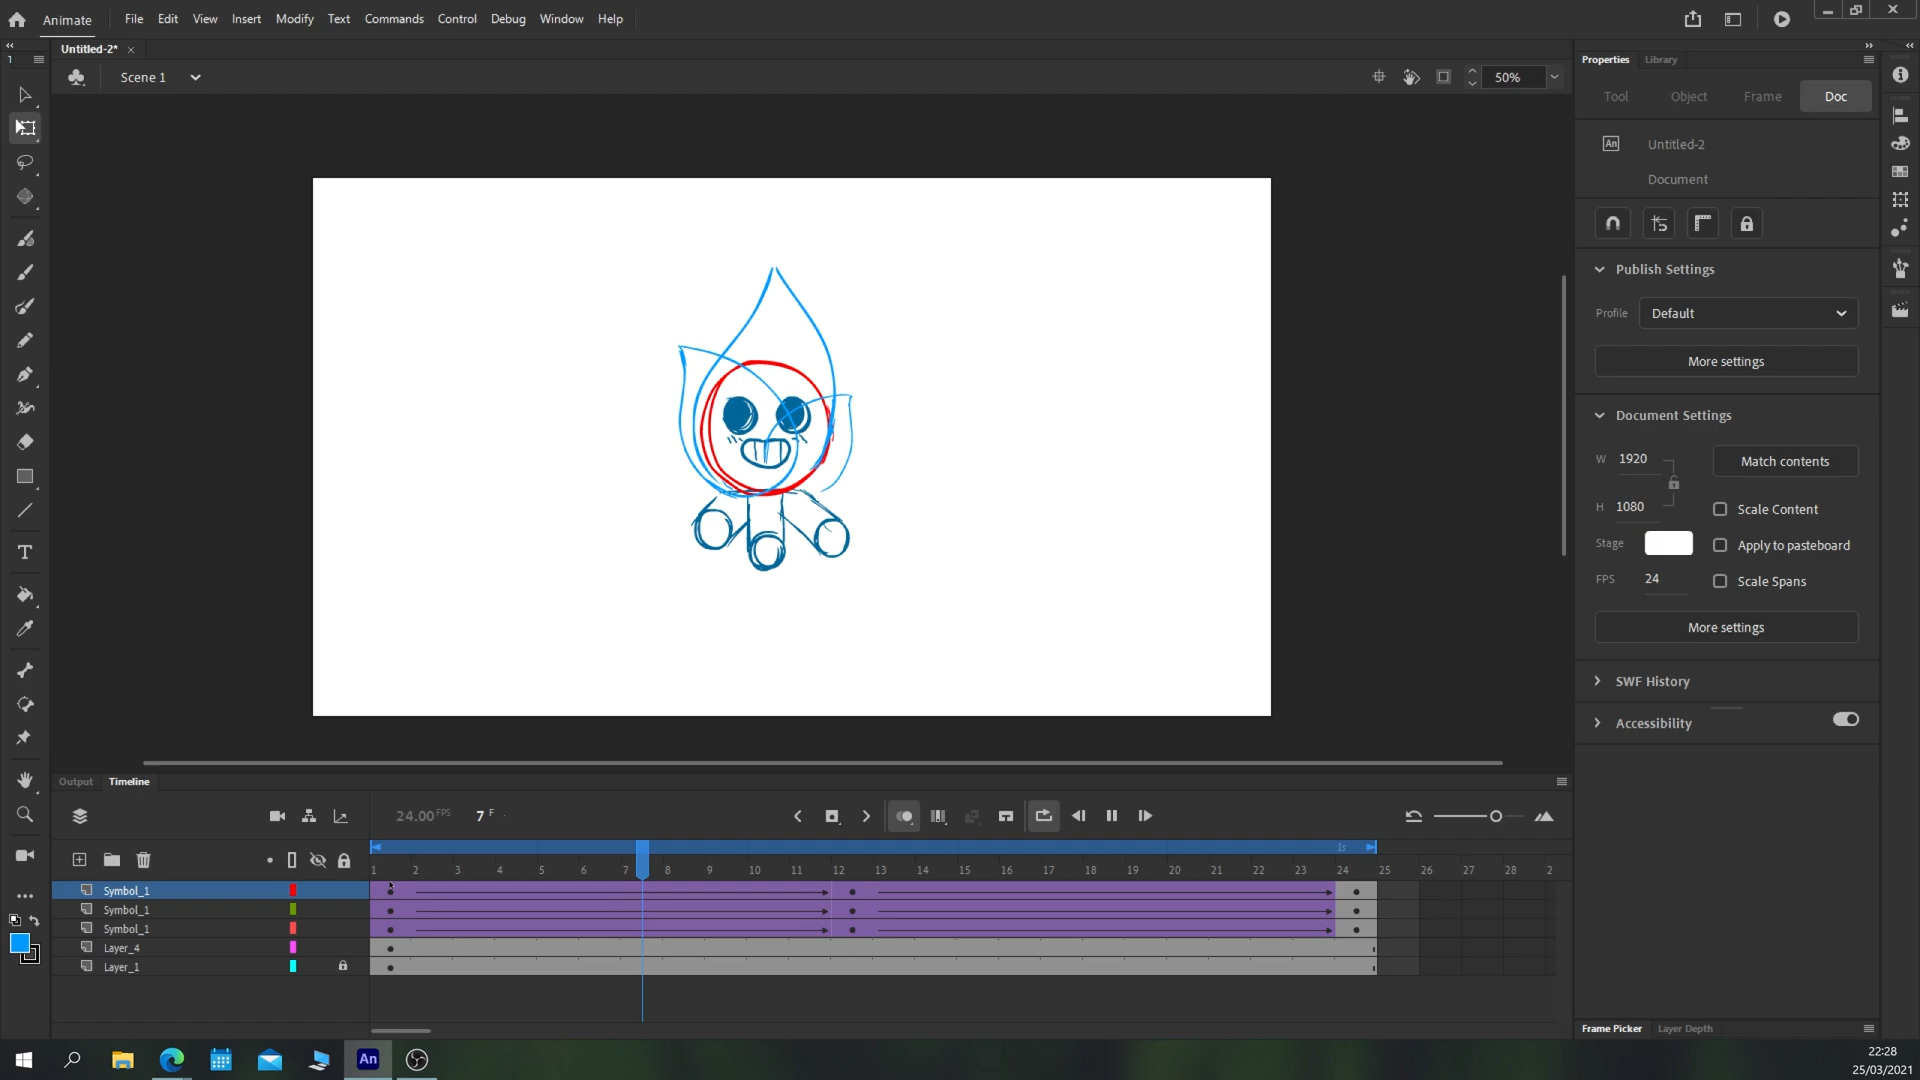 Animate File Edit View Insert Modify Text Commands Control Debug Window Help
Untitled-2*
1
Scene 1
50%
Properties Library
Tool Object Frame Doc
An Untitled-2
Document
Publish Settings
Profile Default
More settings
Document Settings
W 1920
Match contents
H 1080
Scale Content
Stage
Apply to pasteboard
FPS 24
Scale Spans
More settings
SWF History
Accessibility
T
Output Timeline
24.00 FPS 7 F
1s
1 2 3 4 5 6 7 8 9 10 11 12 13 14 15 16 17 18 19 20 21 22 23 24 25 26 27 28 2
Symbol_1
Symbol_1
Symbol_1
Layer_4
Layer_1
Frame Picker Layer Depth
An
22:28
25/03/2021